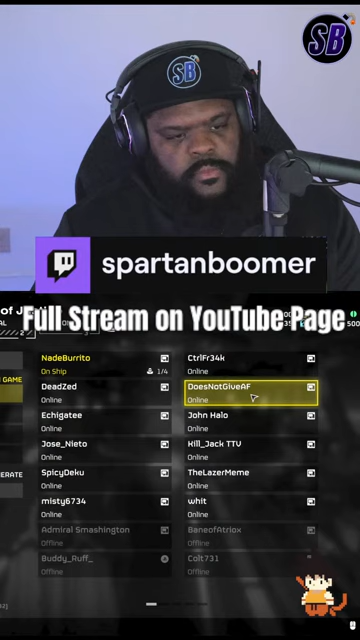 SB
SB
spartanboomer
Full Stream on YouTube Page
NadeBurrito
On Ship
1/4
CtrlFr34k
Online
DeadZed
Online
DoesNotGiveAF
Online
Echigatee
Online
John Halo
Online
Jose_Nieto
Online
Kill_Jack TTV
Online
SpicyDeku
Online
TheLazerMeme
Online
misty6734
Online
whit
Online
Admiral Smashington
Offline
BaneofAtriox
Offline
Buddy_Ruff_
Offline
Colt731
Offline
GAME